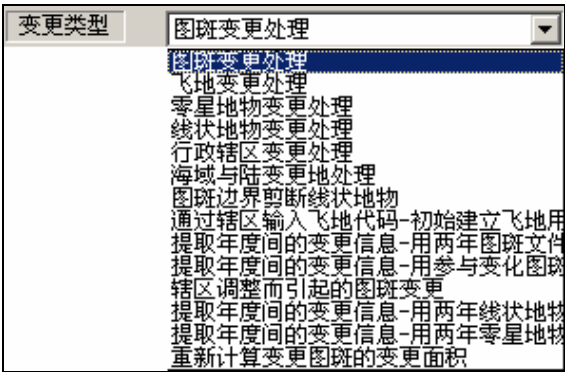 变更类型
图斑变更处理
图斑变更处理
飞地变更处理
零星地物变更处理
线状地物变更处理
行政辖区变更处理
海域与陆变更地处理
图斑边界剪断线状地物
通过辖区输入飞地代码-初始建立飞地用
提取年度间的变更信息-用两年图斑文件
提取年度间的变更信息-用参与变化图斑
辖区调整而引起的图斑变更
提取年度间的变更信息-用两年线状地物
提取年度间的变更信息-用两年零星地物
重新计算变更图斑的变更面积